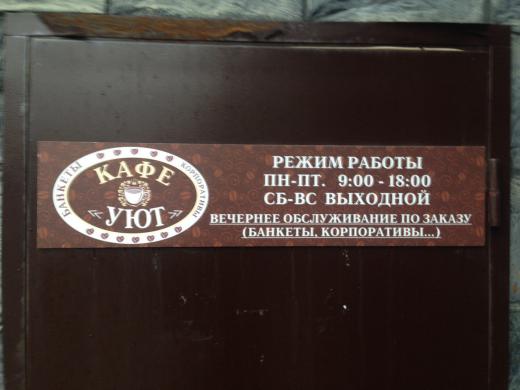 БАНКЕТЫ
КАФЕ
УЮТ
КОРПОРАТИВЫ
РЕЖИМ РАБОТЫ
ПН-ПТ. 9:00 - 18:00
СБ-ВС ВЫХОДНОЙ
ВЕЧЕРНЕЕ ОБСЛУЖИВАНИЕ ПО ЗАКАЗУ
(БАНКЕТЫ, КОРПОРАТИВЫ...)